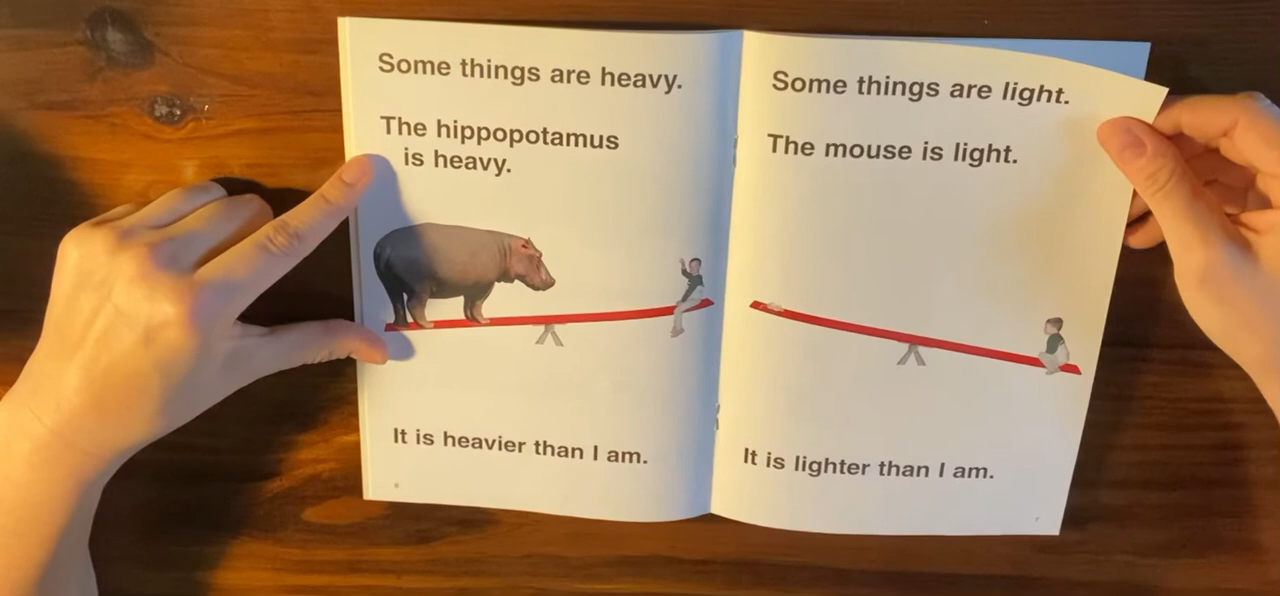 Some things are heavy.
The hippopotamus
is heavy.
It is heavier than I am.
Some things are light.
The mouse is light.
It is lighter than I am.